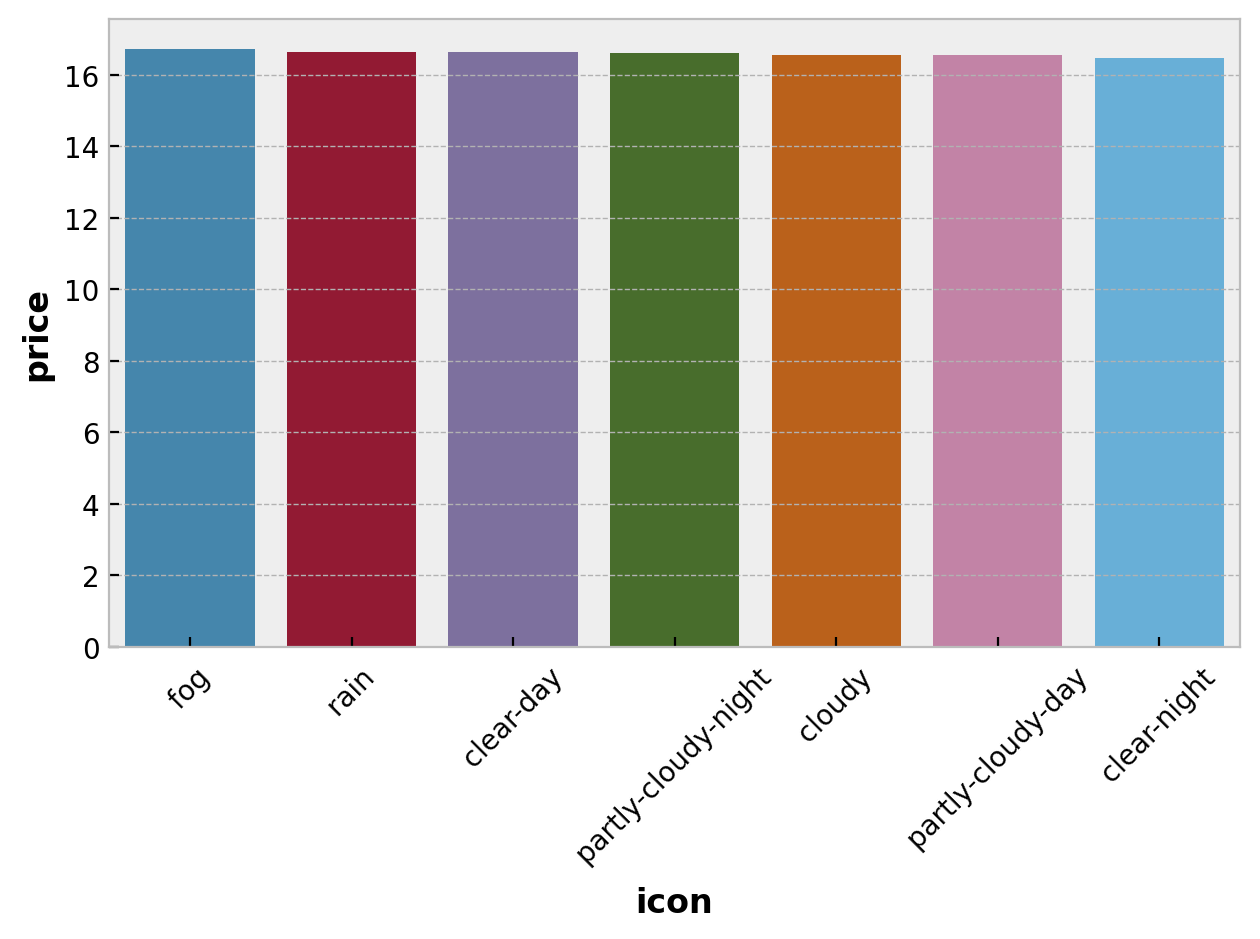 price
16
14
12
10
8
6
4
2
0
fog
rain
clear-day
partly-cloudy-night
cloudy
partly-cloudy-day
clear-night
icon